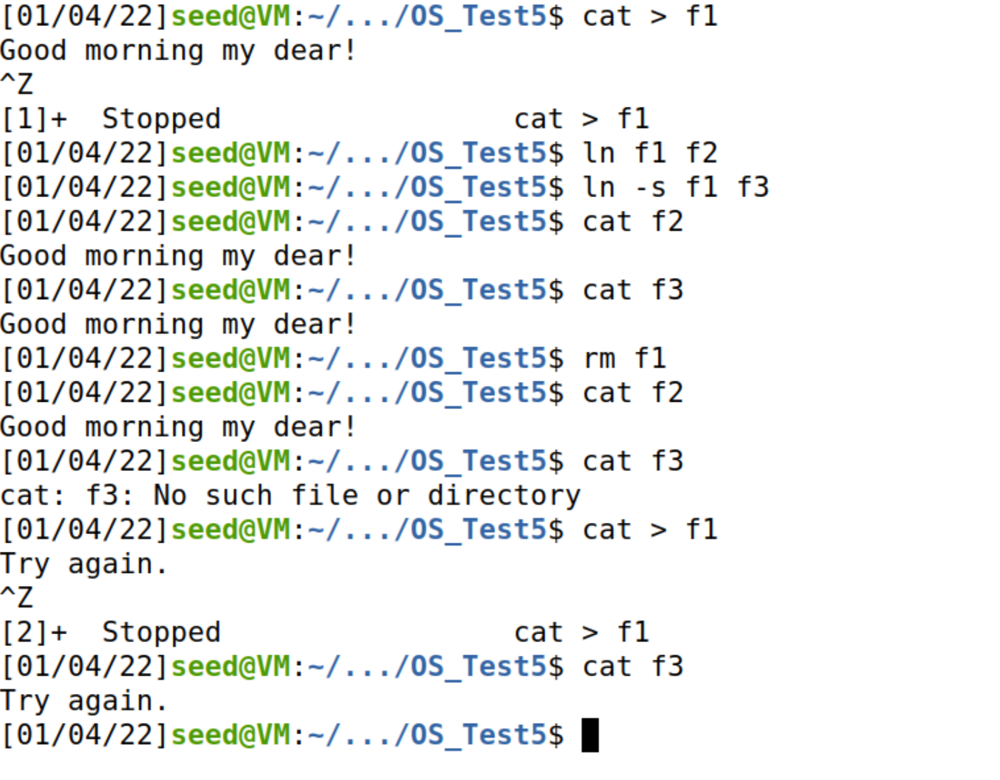 [01/04/22]seed@VM:~/.../OS_Test5$ cat > f1
Good morning my dear!
^Z
[1]+  Stopped                 cat > f1
[01/04/22]seed@VM:~/.../OS_Test5$ ln f1 f2
[01/04/22]seed@VM:~/.../OS_Test5$ ln -s f1 f3
[01/04/22]seed@VM:~/.../OS_Test5$ cat f2
Good morning my dear!
[01/04/22]seed@VM:~/.../OS_Test5$ cat f3
Good morning my dear!
[01/04/22]seed@VM:~/.../OS_Test5$ rm f1
[01/04/22]seed@VM:~/.../OS_Test5$ cat f2
Good morning my dear!
[01/04/22]seed@VM:~/.../OS_Test5$ cat f3
cat: f3: No such file or directory
[01/04/22]seed@VM:~/.../OS_Test5$ cat > f1
Try again.
^Z
[2]+  Stopped                 cat > f1
[01/04/22]seed@VM:~/.../OS_Test5$ cat f3
Try again.
[01/04/22]seed@VM:~/.../OS_Test5$